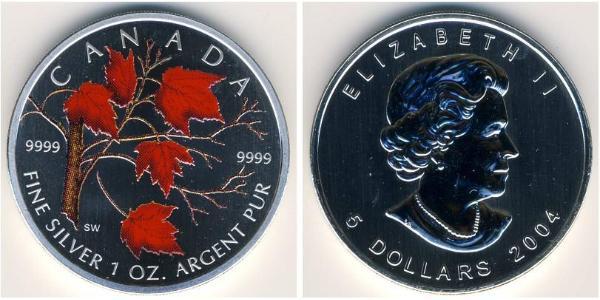 CANADA
9999
9999
SW
FINE SILVER 1 OZ. ARGENT PUR
ELIZABETH II
5 DOLLARS 2004